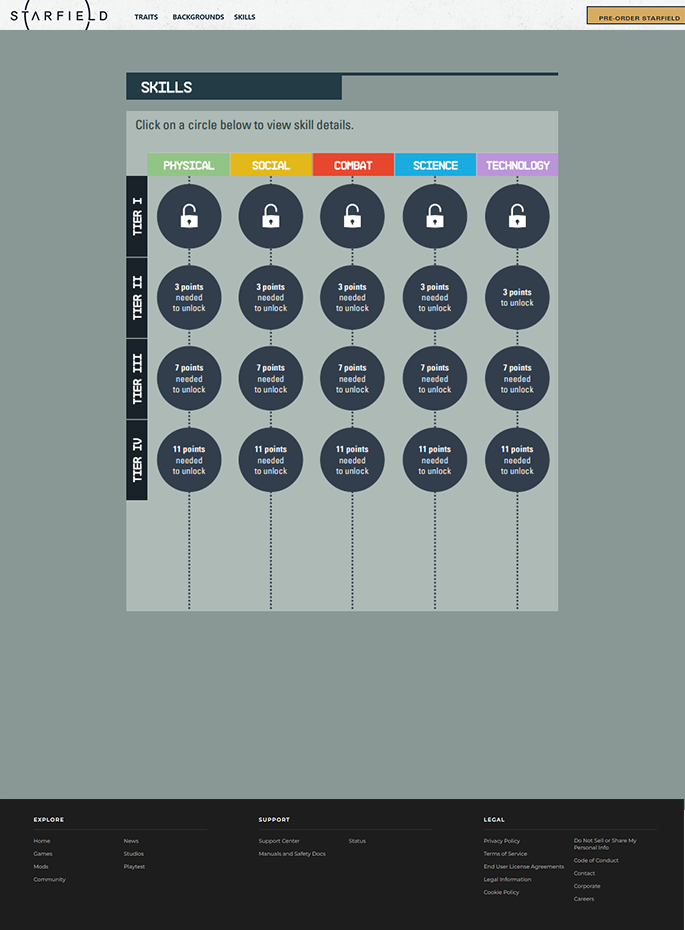 STARFIELD
TRAITS BACKGROUNDS SKILLS
PRE-ORDER STARFIELD
SKILLS
Click on a circle below to view skill details.
PHYSICAL SOCIAL COMBAT SCIENCE TECHNOLOGY
TIER I
TIER II
3 points
needed
to unlock
3 points
needed
to unlock
3 points
needed
to unlock
3 points
needed
to unlock
3 points
to unlock
TIER III
7 points
needed
to unlock
7 points
needed
to unlock
7 points
needed
to unlock
7 points
needed
to unlock
7 points
needed
to unlock
TIER IV
11 points
needed
to unlock
11 points
needed
to unlock
11 points
needed
to unlock
11 points
needed
to unlock
11 points
needed
to unlock
EXPLORE
Home
Games
Mods
Community
News
Studios
Playtest
SUPPORT
Support Center
Manuals and Safety Docs
Status
LEGAL
Privacy Policy
Terms of Service
End User License Agreements
Legal Information
Cookie Policy
Do Not Sell or Share My
Personal Info
Code of Conduct
Contact
Corporate
Careers